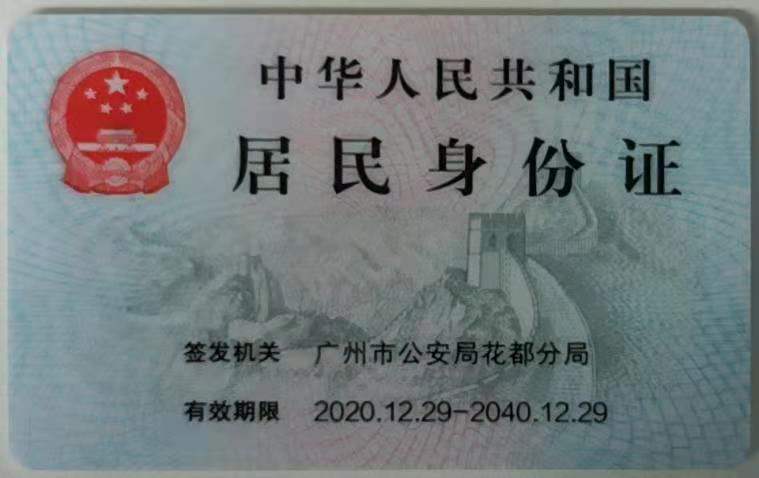 中华人民共和国
居民身份证
签发机关 广州市公安局花都分局
有效期限 2020.12.29-2040.12.29